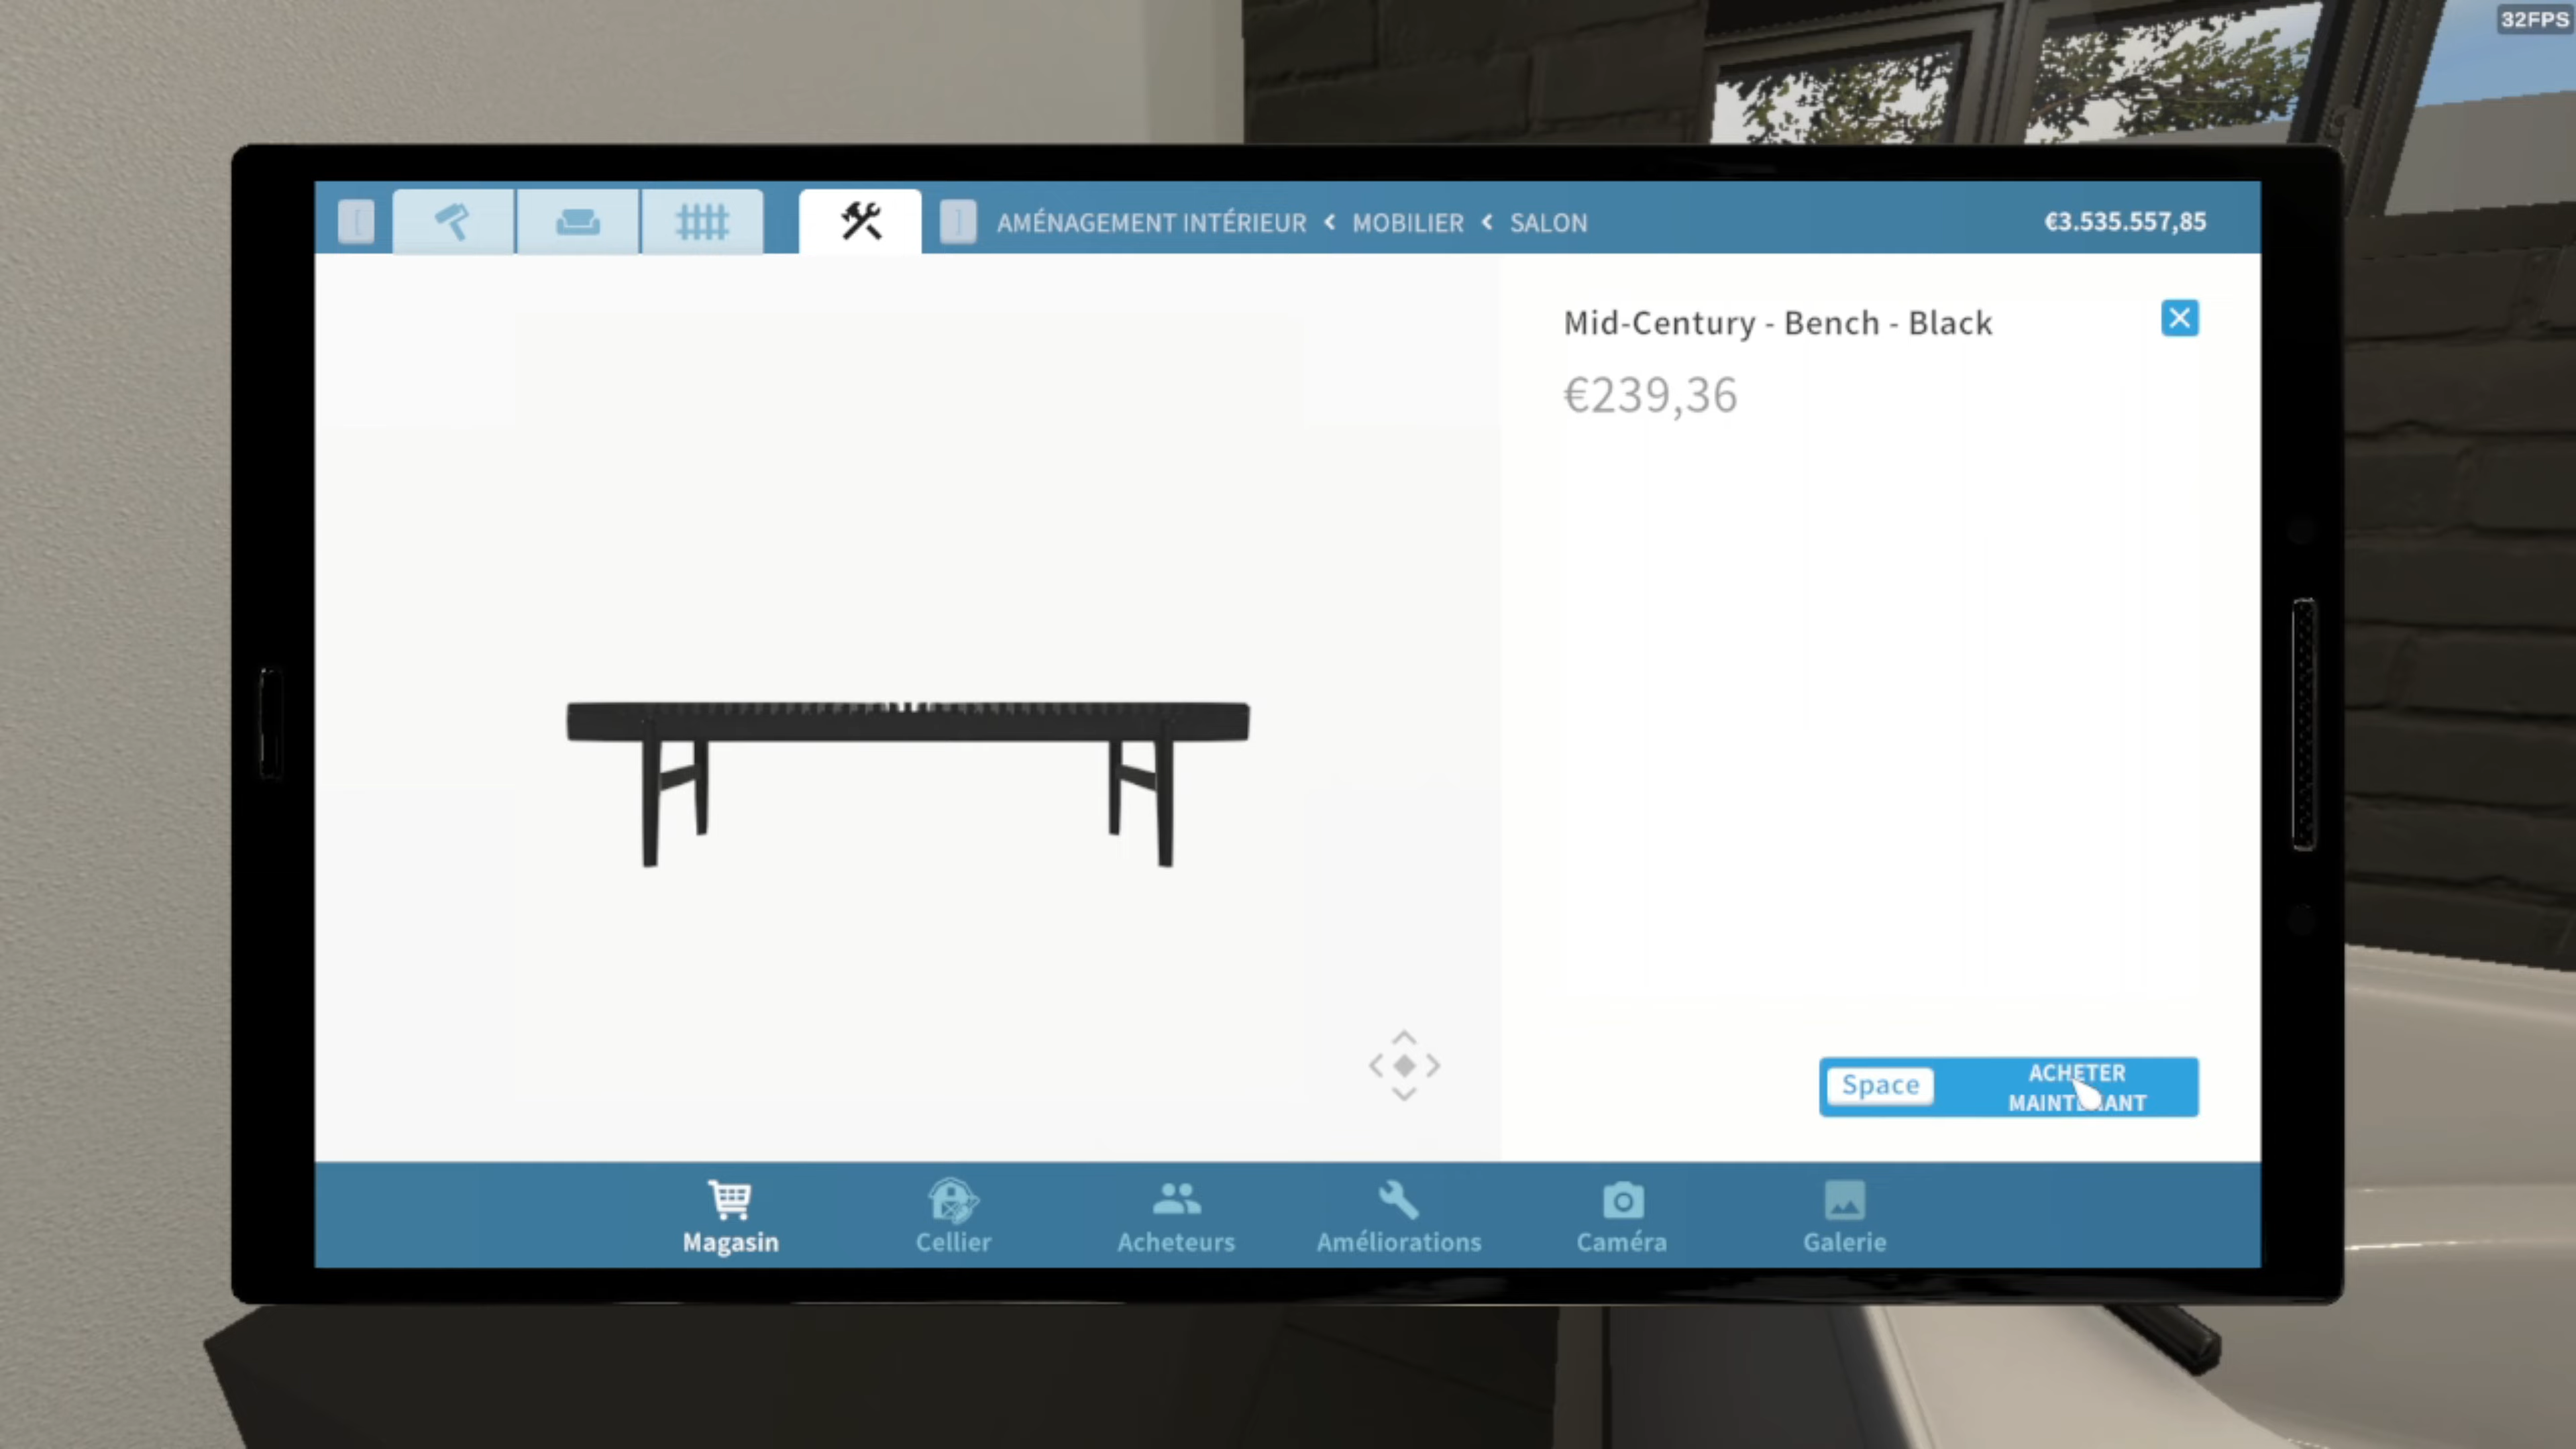 32FPS
[ ] AMÉNAGEMENT INTÉRIEUR < MOBILIER < SALON €3.535.557,85
Mid-Century - Bench - Black
€239,36
Space ACHETER
MAINTENANT
Magasin Cellier Acheteurs Améliorations Caméra Galerie